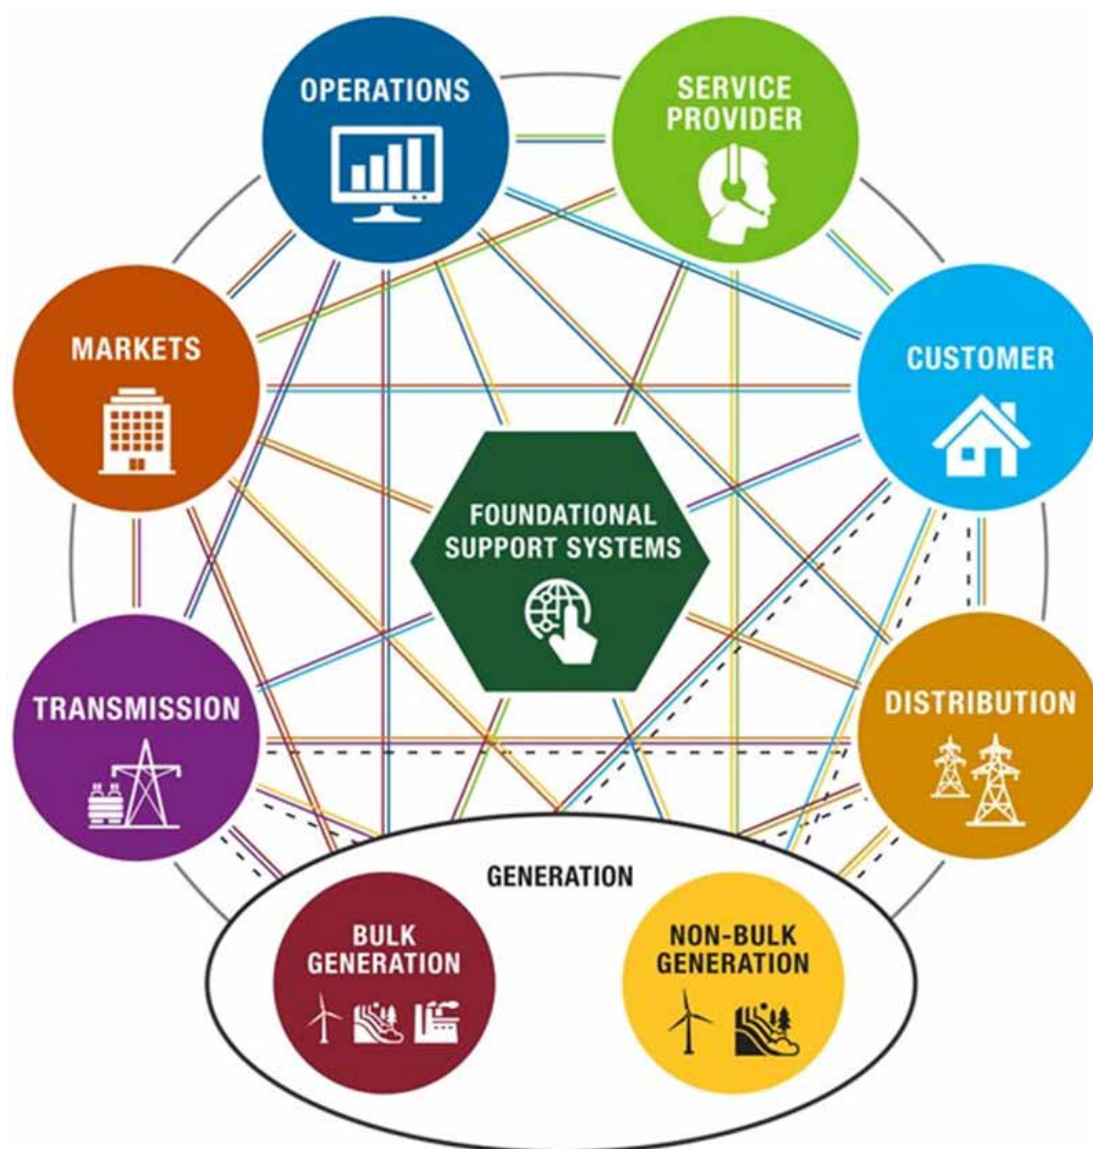 OPERATIONS
SERVICE
PROVIDER
MARKETS
CUSTOMER
FOUNDATIONAL
SUPPORT SYSTEMS
TRANSMISSION
DISTRIBUTION
GENERATION
BULK
GENERATION
NON-BULK
GENERATION